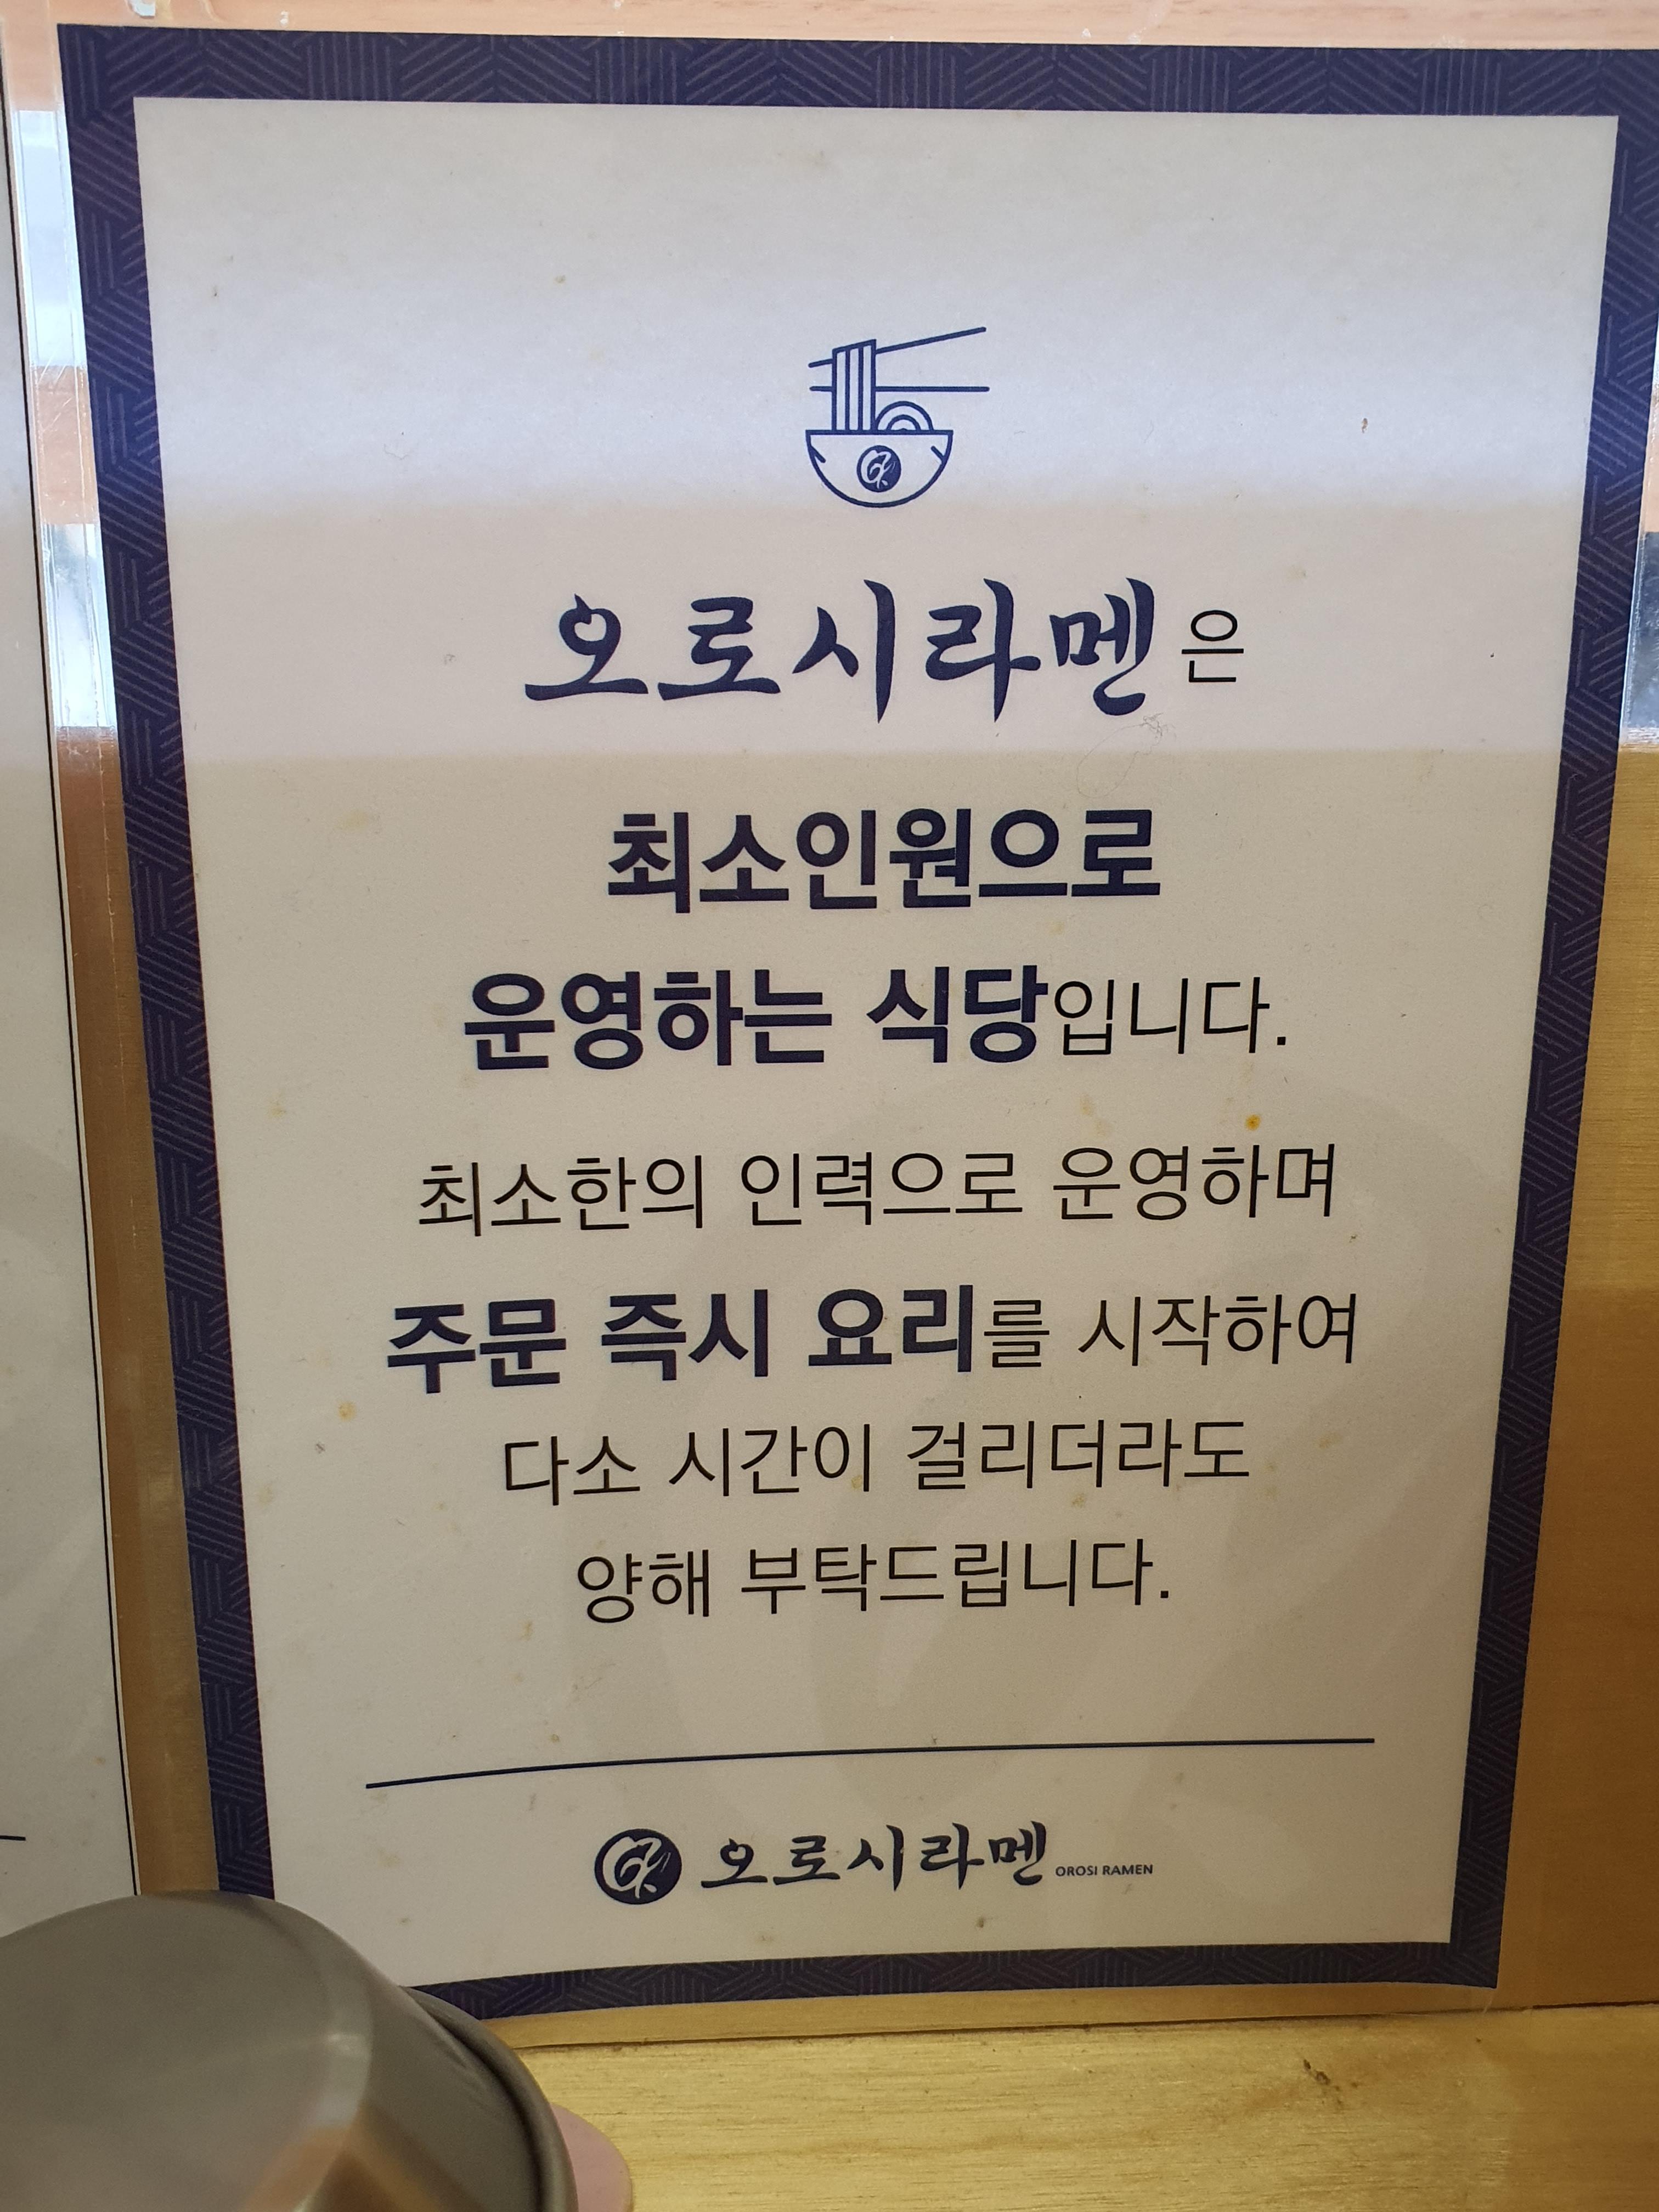 오로시라멘은
최소인원으로
운영하는 식당입니다.
최소한의 인력으로 운영하며
주문 즉시 요리를 시작하여
다소 시간이 걸리더라도
양해 부탁드립니다.
오로시라멘 OROSI RAMEN